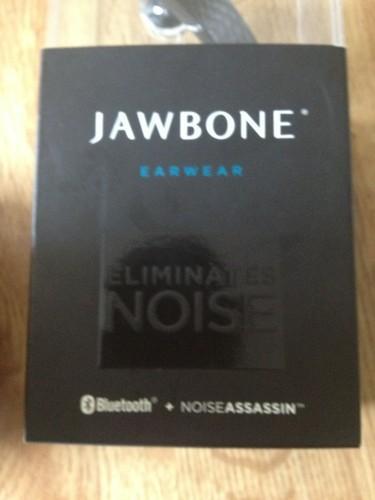 JAWBONE®
EARWEAR
ELIMINATES
NOISE
Bluetooth® + NOISEASSASSIN™